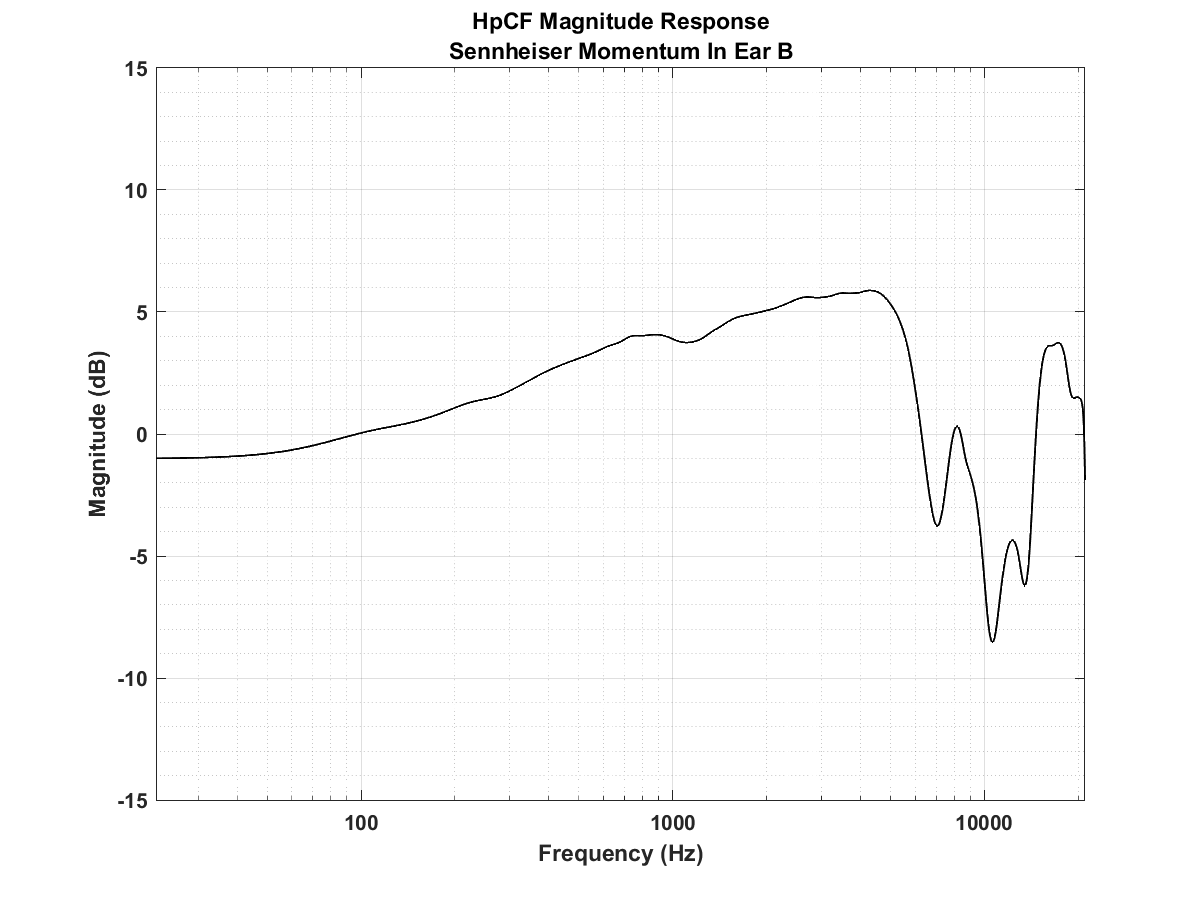 HpCF Magnitude Response
Sennheiser Momentum In Ear B
15
10
5
0
-5
-10
-15
Magnitude (dB)
100
1000
10000
Frequency (Hz)